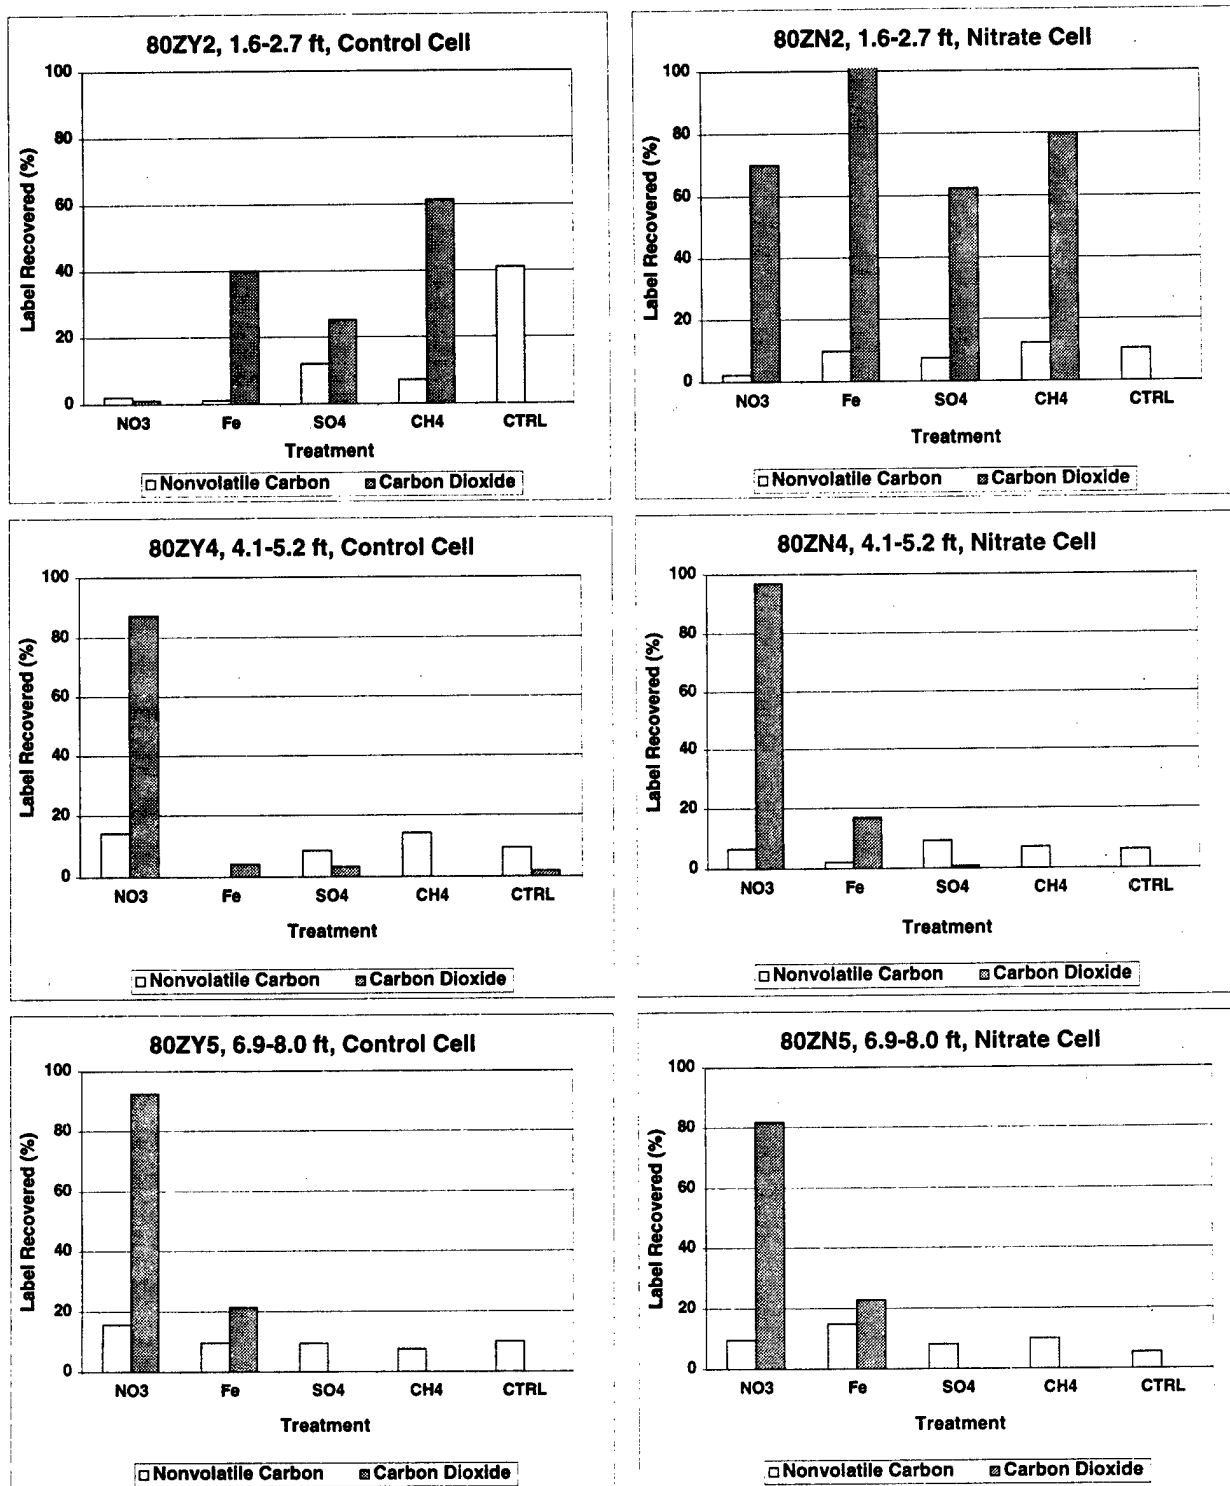 80ZY2, 1.6-2.7 ft, Control Cell
Label Recovered (%)
100
80
60
40
20
0
NO3 Fe SO4 CH4 CTRL
Treatment
Nonvolatile Carbon Carbon Dioxide
80ZN2, 1.6-2.7 ft, Nitrate Cell
Label Recovered (%)
100
80
60
40
20
0
NO3 Fe SO4 CH4 CTRL
Treatment
Nonvolatile Carbon Carbon Dioxide
80ZY4, 4.1-5.2 ft, Control Cell
Label Recovered (%)
100
80
60
40
20
0
NO3 Fe SO4 CH4 CTRL
Treatment
Nonvolatile Carbon Carbon Dioxide
80ZN4, 4.1-5.2 ft, Nitrate Cell
Label Recovered (%)
100
80
60
40
20
0
NO3 Fe SO4 CH4 CTRL
Treatment
Nonvolatile Carbon Carbon Dioxide
80ZY5, 6.9-8.0 ft, Control Cell
Label Recovered (%)
100
80
60
40
20
0
NO3 Fe SO4 CH4 CTRL
Treatment
Nonvolatile Carbon Carbon Dioxide
80ZN5, 6.9-8.0 ft, Nitrate Cell
Label Recovered (%)
100
80
60
40
20
0
NO3 Fe SO4 CH4 CTRL
Treatment
Nonvolatile Carbon Carbon Dioxide